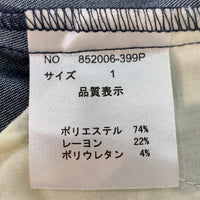 NO 852006-399P
サイズ 1
品質表示
ポリエステル 74%
レーヨン 22%
ポリウレタン 4%